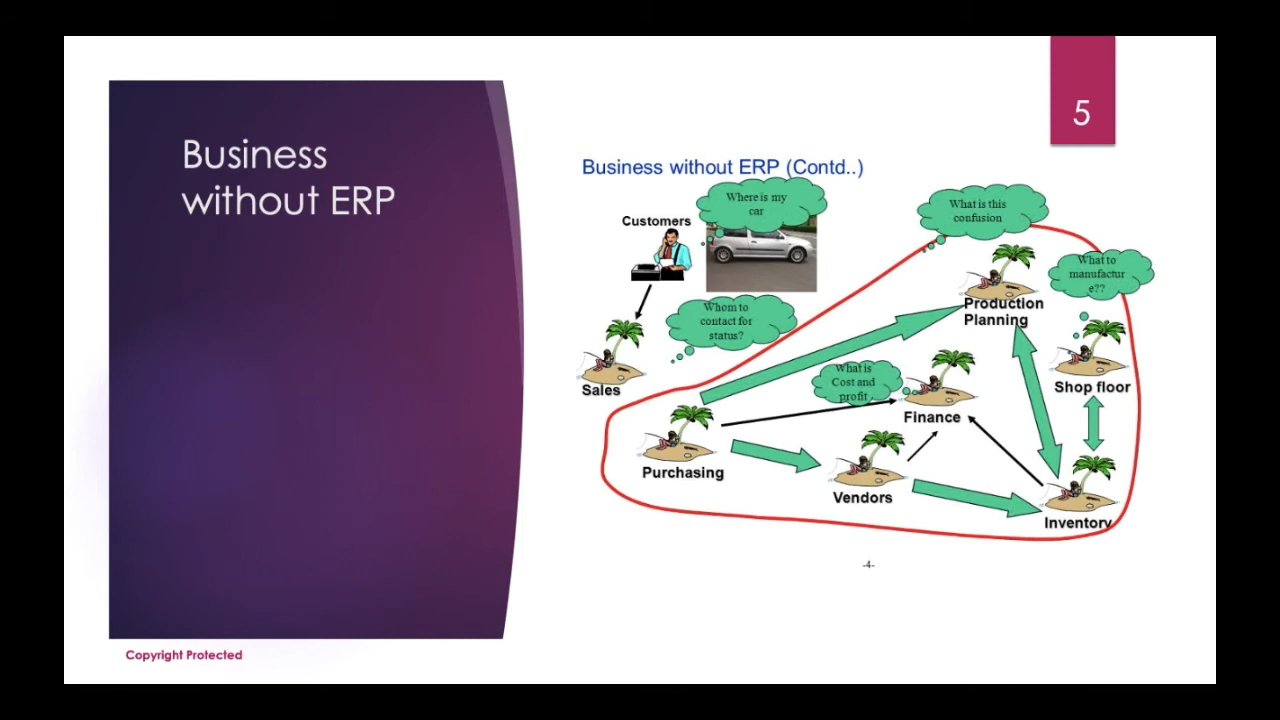 5
Business
without ERP
Business without ERP (Contd..)
Where is my
car
What is this
confusion
Customers
What to
manufactur
e??
Whom to
contact for
status?
Production
Planning
What is
Cost and
profit
Sales
Shop floor
Finance
Purchasing
Vendors
Inventory
-4-
Copyright Protected